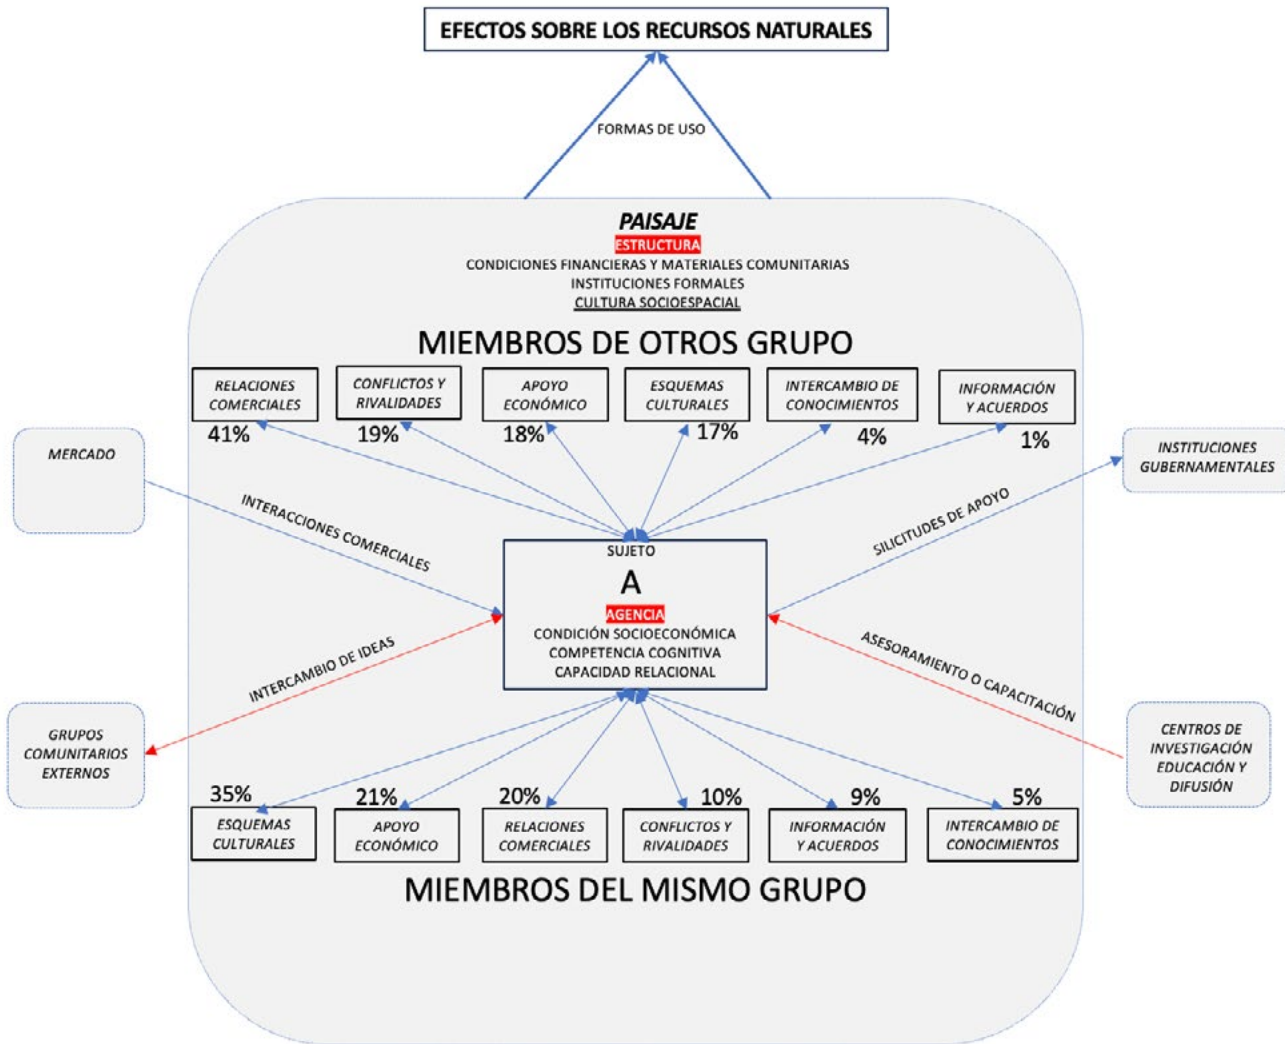 EFECTOS SOBRE LOS RECURSOS NATURALES
FORMAS DE USO
PAISAJE
ESTRUCTURA
CONDICIONES FINANCIERAS Y MATERIALES COMUNITARIAS
INSTITUCIONES FORMALES
CULTURA SOCIOESPACIAL
MIEMBROS DE OTROS GRUPO
RELACIONES
COMERCIALES
41%
CONFLICTOS Y
RIVALIDADES
19%
APOYO
ECONÓMICO
18%
ESQUEMAS
CULTURALES
17%
INTERCAMBIO DE
CONOCIMIENTOS
4%
INFORMACIÓN
Y ACUERDOS
1%
MERCADO
INTERACCIONES COMERCIALES
INSTITUCIONES
GUBERNAMENTALES
SILICITUDES DE APOYO
SUJETO
A
AGENCIA
CONDICIÓN SOCIOECONÓMICA
COMPETENCIA COGNITIVA
CAPACIDAD RELACIONAL
INTERCAMBIO DE IDEAS
GRUPOS
COMUNITARIOS
EXTERNOS
ASESORAMIENTO O CAPACITACIÓN
CENTROS DE
INVESTIGACIÓN
EDUCACIÓN Y
DIFUSIÓN
35%
ESQUEMAS
CULTURALES
21%
APOYO
ECONÓMICO
20%
RELACIONES
COMERCIALES
10%
CONFLICTOS Y
RIVALIDADES
9%
INFORMACIÓN
Y ACUERDOS
5%
INTERCAMBIO DE
CONOCIMIENTOS
MIEMBROS DEL MISMO GRUPO